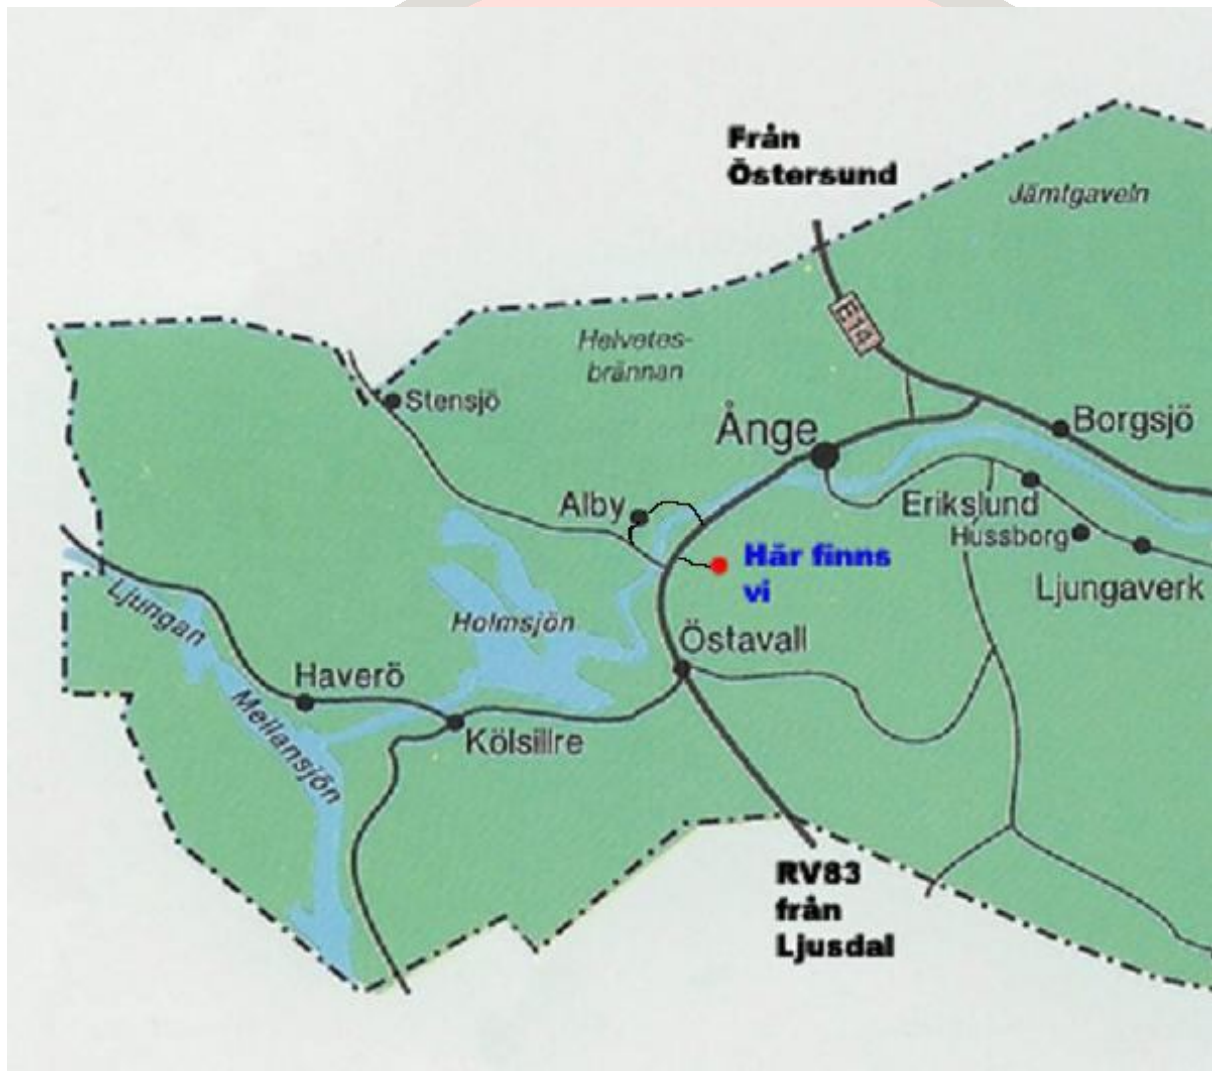 Från
Östersund
Jämtgaveln
E14
Helvetes-
brännan
Stensjö
Ånge
Borgsjö
Alby
Erikslund
Hussborg
Här finns
vi
Ljungaverk
Ljungan
Holmsjön
Östavall
Haverö
Mellansjön
Kölsillre
RV83
från
Ljusdal